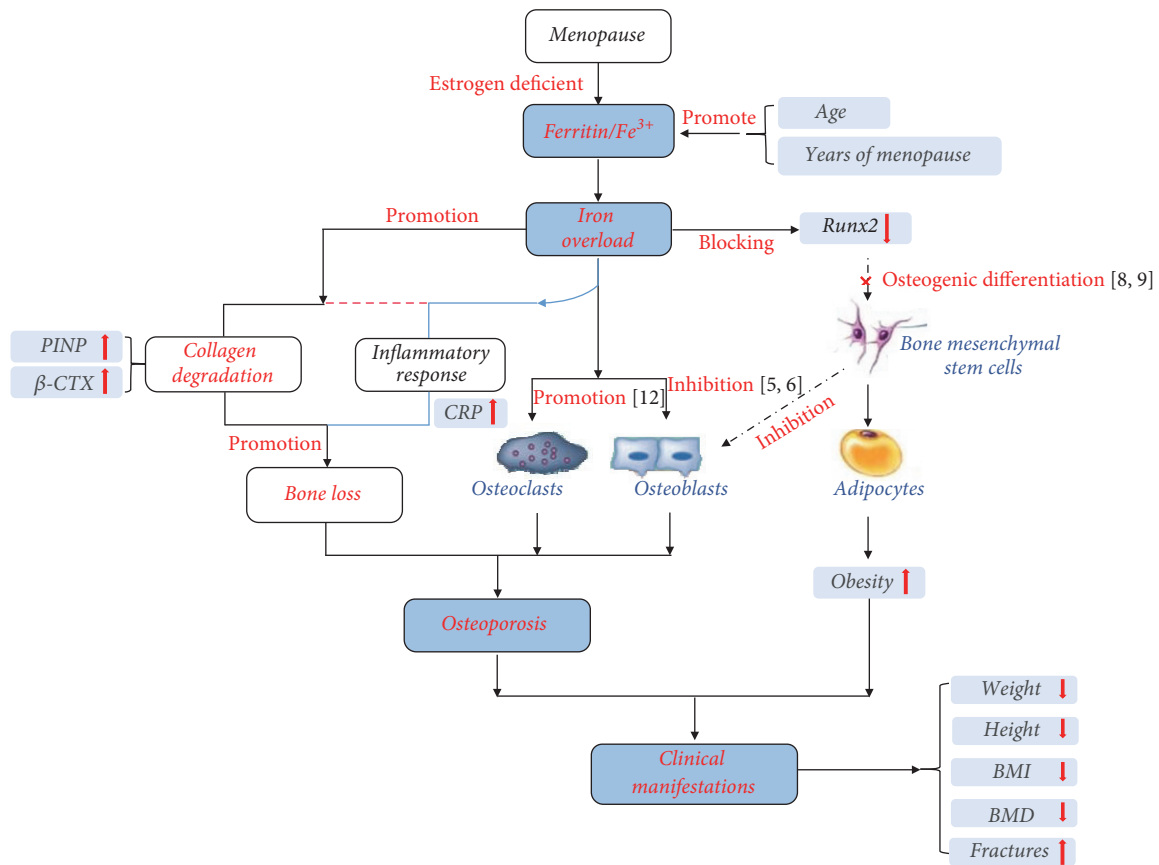 Menopause
Estrogen deficient
Ferritin/Fe³⁺
Promote
Age
Years of menopause
Promotion
Iron
overload
Blocking
Runx2
Osteogenic differentiation [8, 9]
PINP
β-CTX
Collagen
degradation
Inflammatory
response
CRP
Bone mesenchymal
stem cells
Inhibition [5, 6]
Promotion [12]
Inhibition
Promotion
Bone loss
Osteoclasts
Osteoblasts
Adipocytes
Obesity
Osteoporosis
Clinical
manifestations
Weight
Height
BMI
BMD
Fractures